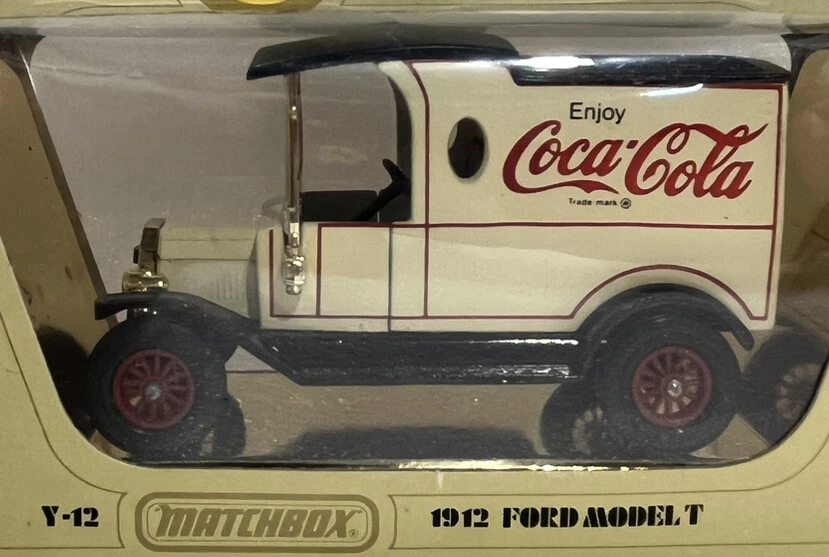 Enjoy
Coca-Cola
Trade mark ®
Y-12 MATCHBOX® 1912 FORD MODEL T